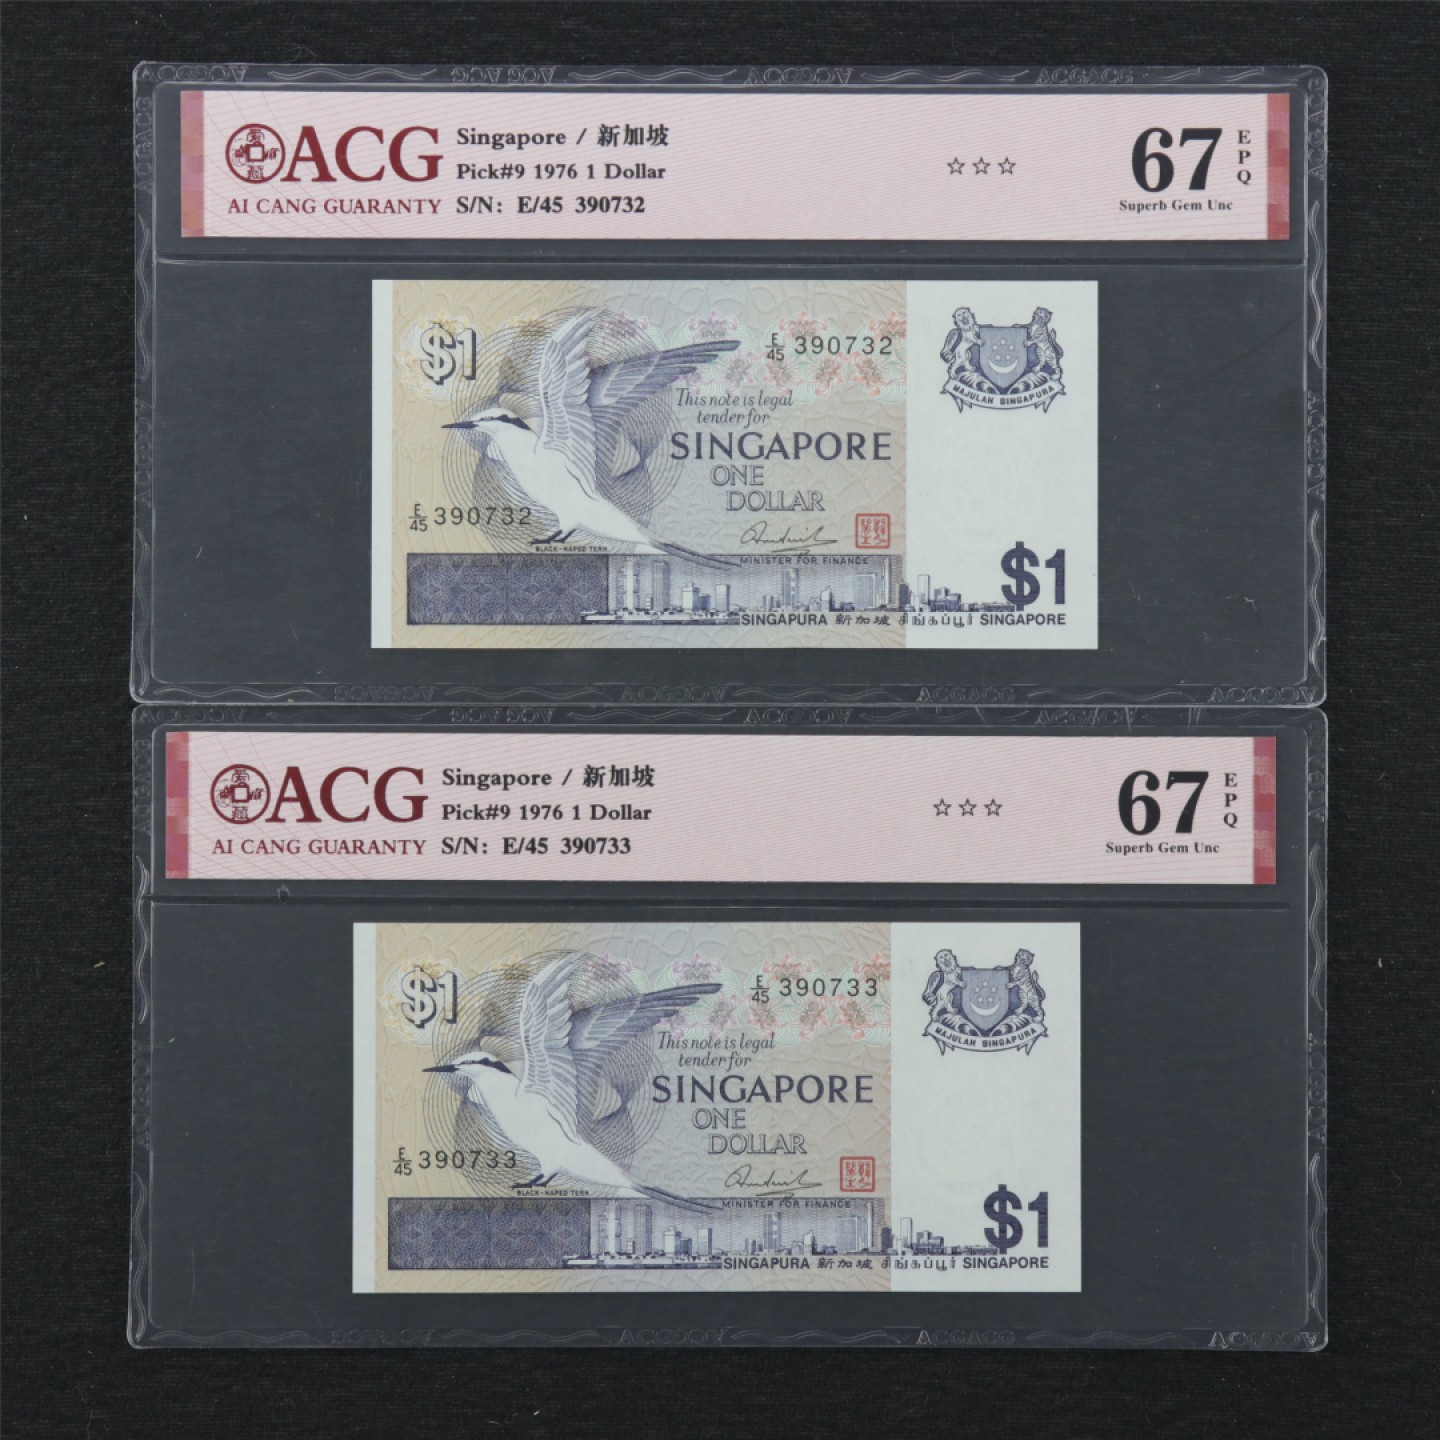 ACG
AI CANG GUARANTY
Singapore / 新加坡
Pick#9 1976 1 Dollar
S/N: E/45 390732
☆☆☆
67 EPQ
Superb Gem Unc
$1
E/45 390732
This note is legal
tender for
SINGAPORE
ONE
DOLLAR
E/45 390732
BLACK-NAPED TERN
MINISTER FOR FINANCE
MAJULAH SINGAPURA
$1
SINGAPURA 新加坡 சிங்கப்பூர் SINGAPORE
ACG
AI CANG GUARANTY
Singapore / 新加坡
Pick#9 1976 1 Dollar
S/N: E/45 390733
☆☆☆
67 EPQ
Superb Gem Unc
$1
E/45 390733
This note is legal
tender for
SINGAPORE
ONE
DOLLAR
E/45 390733
BLACK-NAPED TERN
MINISTER FOR FINANCE
MAJULAH SINGAPURA
$1
SINGAPURA 新加坡 சிங்கப்பூர் SINGAPORE